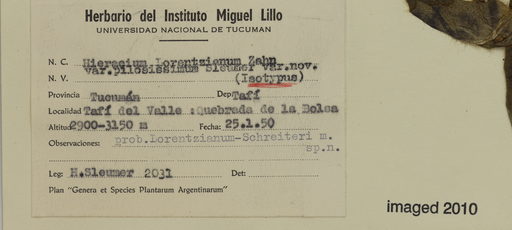 Herbario del Instituto Miguel Lillo
UNIVERSIDAD NACIONAL DE TUCUMAN
N. C. Hieracium Lorentzianum Zahn
var.pilosissimum Sleumer var.nov.
N. V. (Isotypus)
Provincia Tucumán Dep Tafí
Localidad Tafí del Valle :Quebrada de la Bolsa
Altitud 2900-3150 m Fecha: 25.1.50
Observaciones: prob.Lorentzianum-Schreiteri m.
sp.n.
Leg: H.Sleumer 2031 Det:
Plan "Genera et Species Plantarum Argentinarum"
imaged 2010